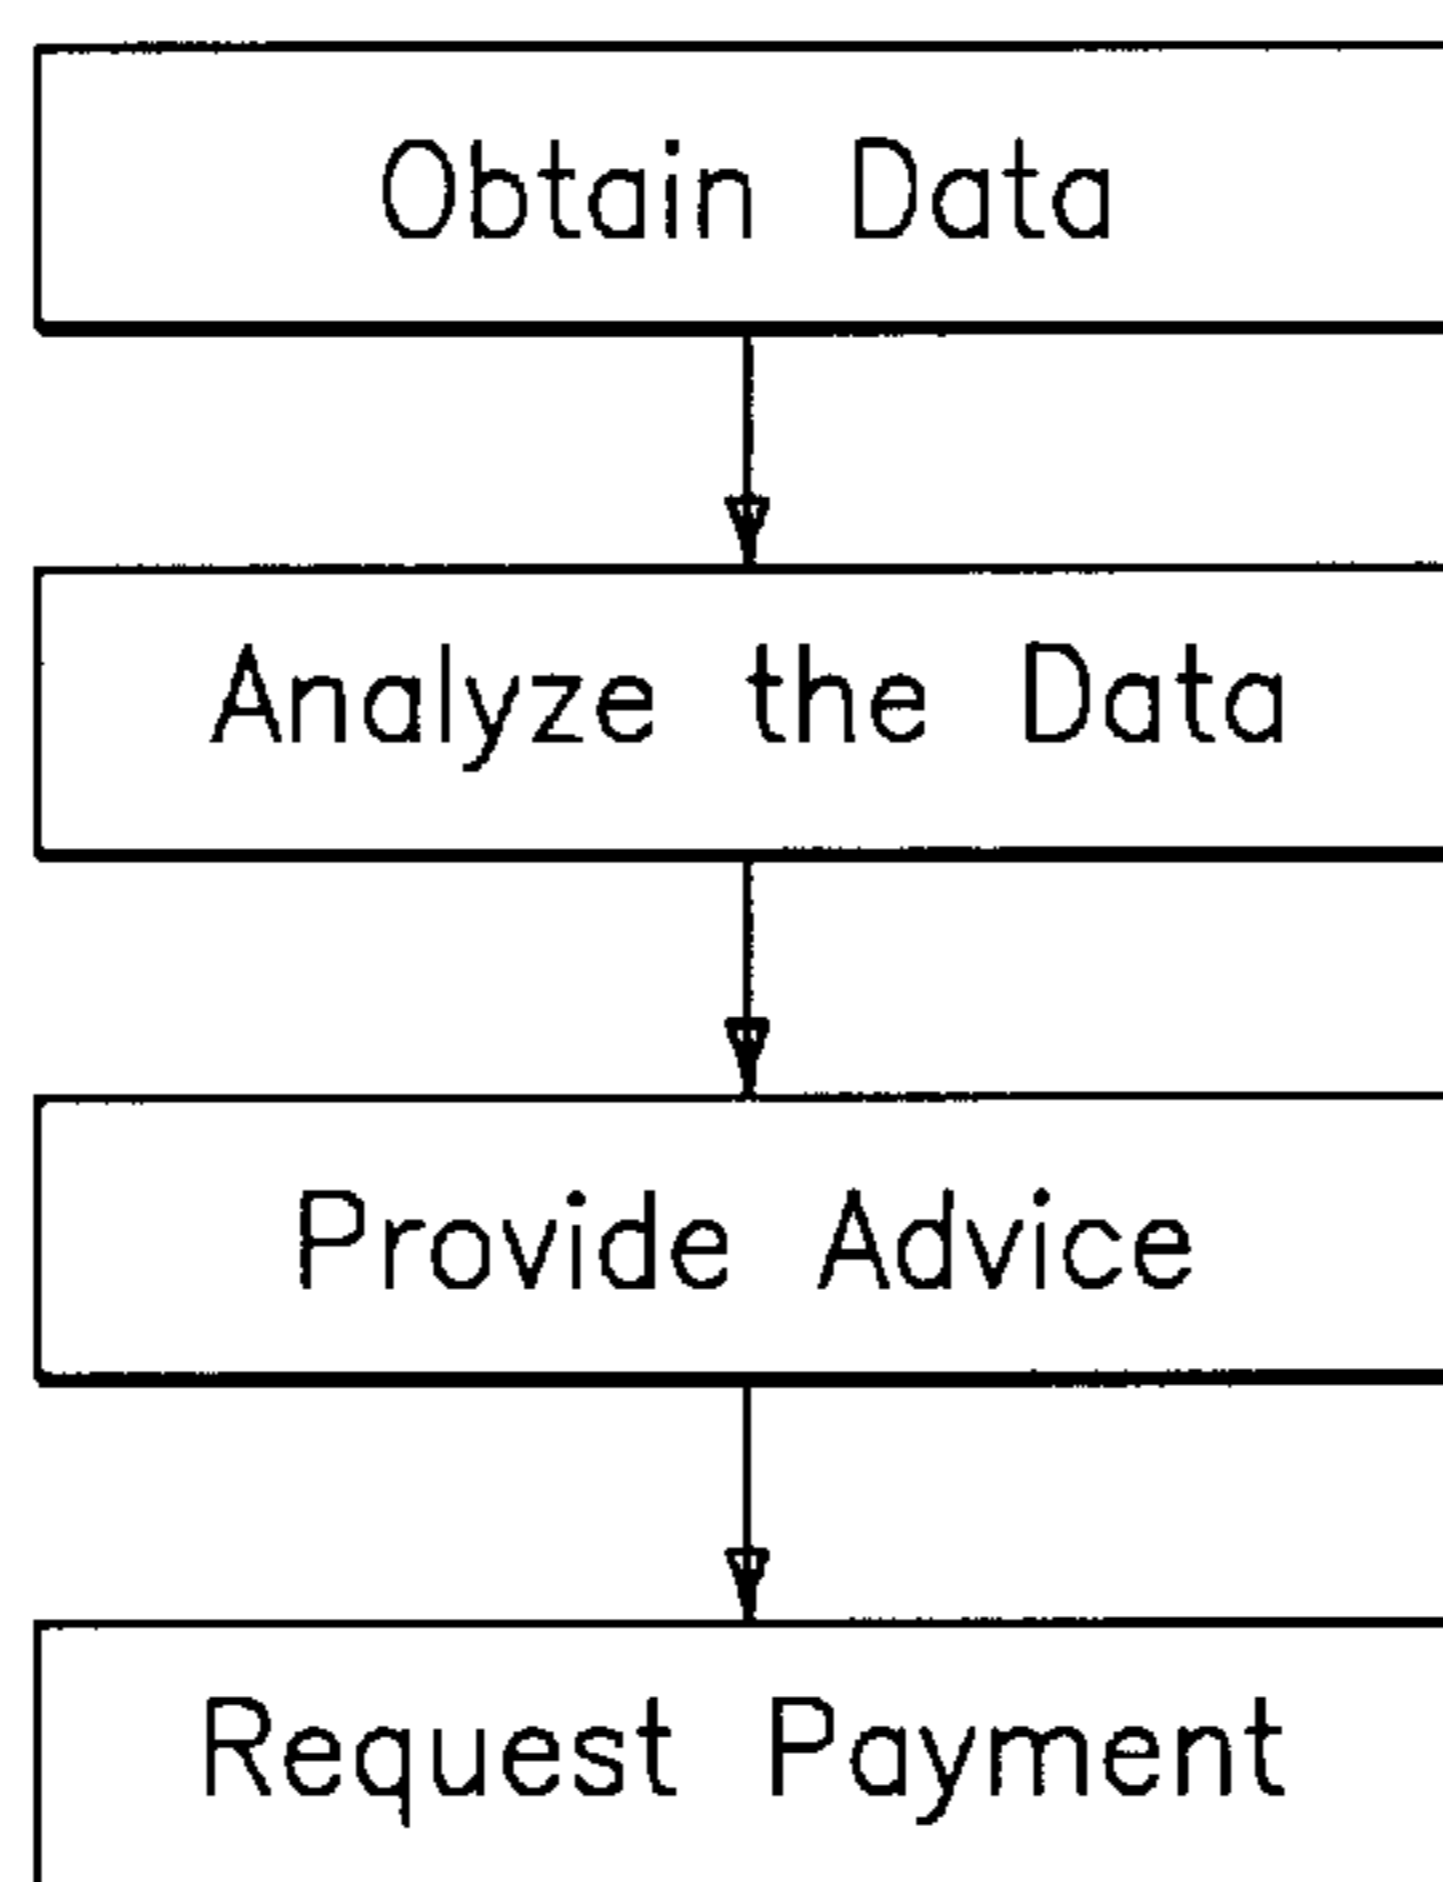 Obtain Data
Analyze the Data
Provide Advice
Request Payment